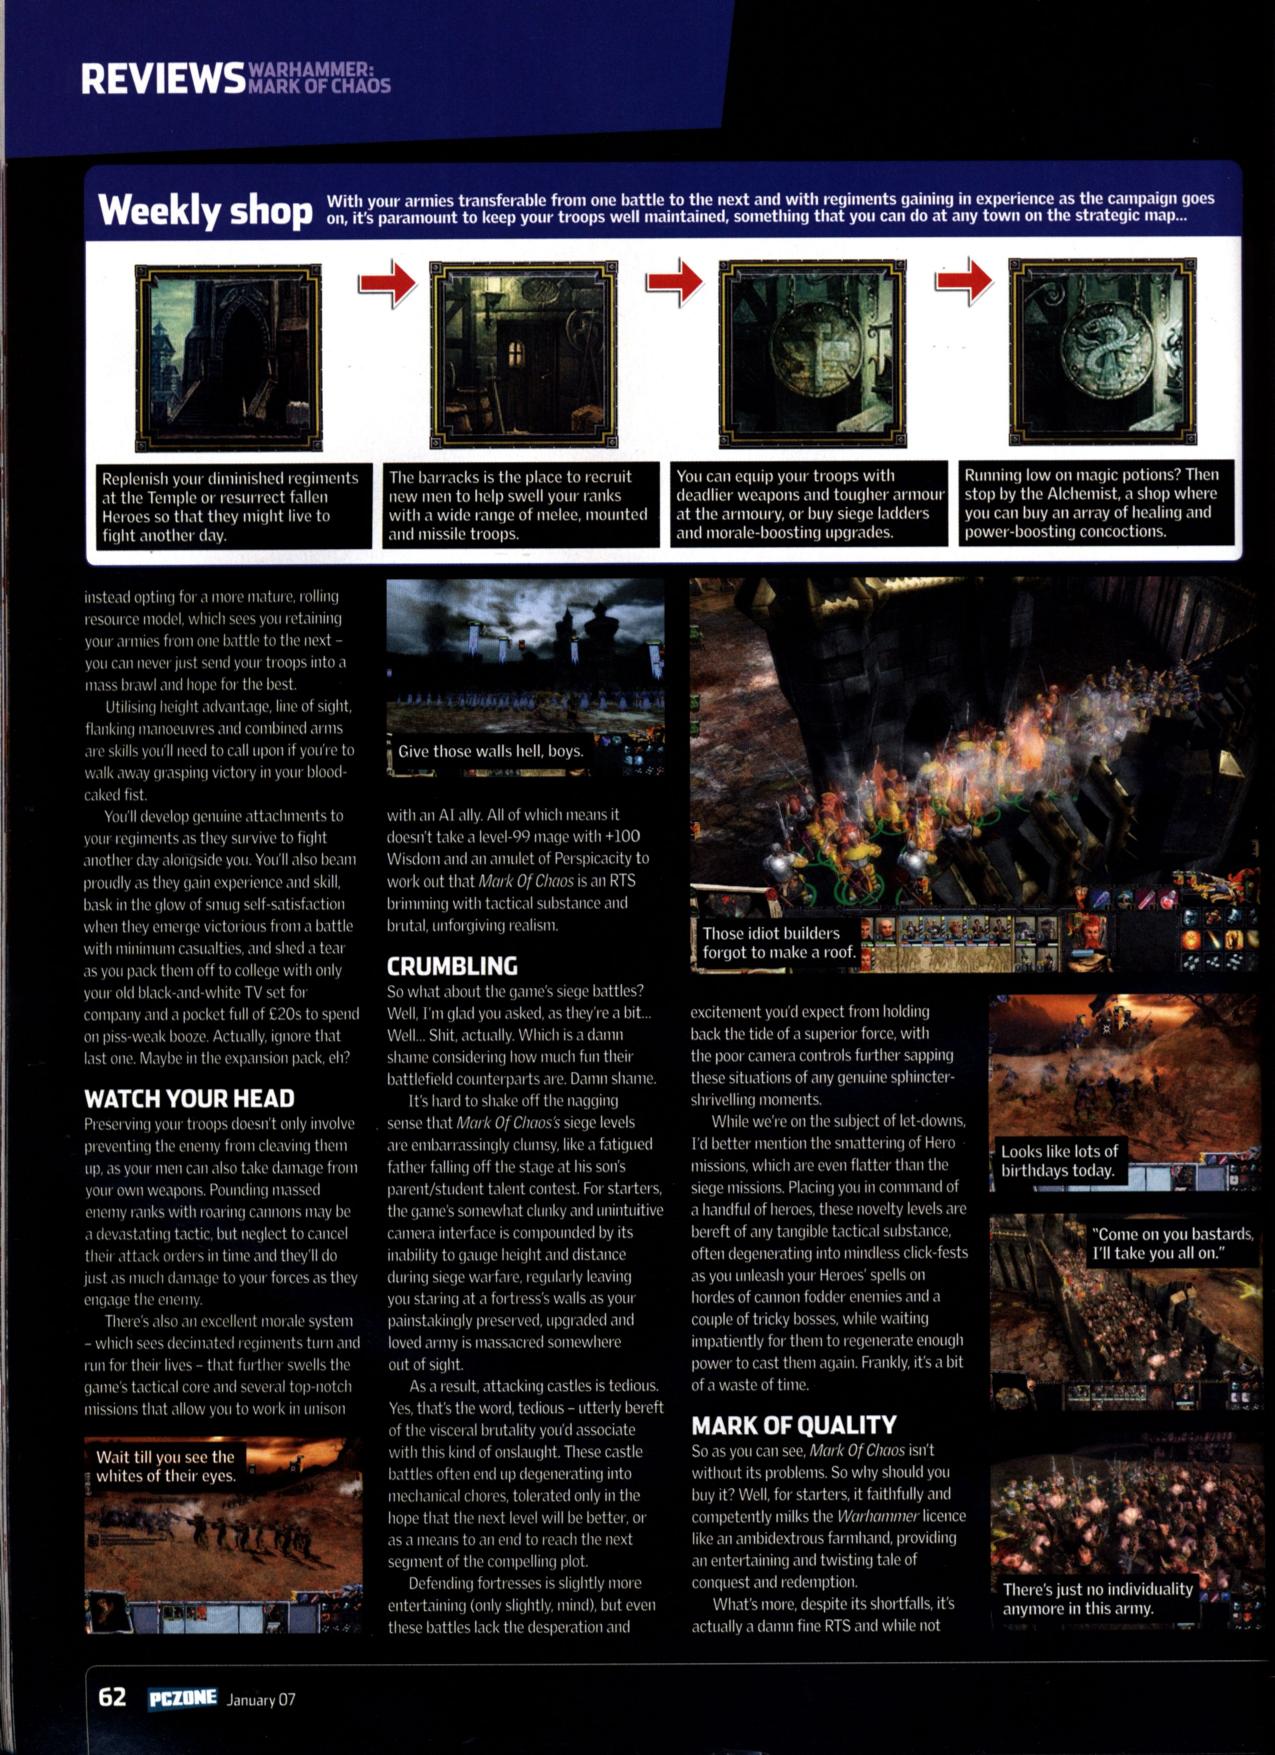 REVIEWS WARHAMMER:
MARK OF CHAOS
Weekly shop
With your armies transferable from one battle to the next and with regiments gaining in experience as the campaign goes
on, it's paramount to keep your troops well maintained, something that you can do at any town on the strategic map...
Replenish your diminished regiments
at the Temple or resurrect fallen
Heroes so that they might live to
fight another day.
The barracks is the place to recruit
new men to help swell your ranks
with a wide range of melee, mounted
and missile troops.
You can equip your troops with
deadlier weapons and tougher armour
at the armoury, or buy siege ladders
and morale-boosting upgrades.
Running low on magic potions? Then
stop by the Alchemist, a shop where
you can buy an array of healing and
power-boosting concoctions.
instead opting for a more mature, rolling
resource model, which sees you retaining
your armies from one battle to the next –
you can never just send your troops into a
mass brawl and hope for the best.
Utilising height advantage, line of sight,
flanking manoeuvres and combined arms
are skills you'll need to call upon if you're to
walk away grasping victory in your blood-
caked fist.
You'll develop genuine attachments to
your regiments as they survive to fight
another day alongside you. You'll also beam
proudly as they gain experience and skill,
bask in the glow of smug self-satisfaction
when they emerge victorious from a battle
with minimum casualties, and shed a tear
as you pack them off to college with only
your old black-and-white TV set for
company and a pocket full of £20s to spend
on piss-weak booze. Actually, ignore that
last one. Maybe in the expansion pack, eh?
WATCH YOUR HEAD
Preserving your troops doesn't only involve
preventing the enemy from cleaving them
up, as your men can also take damage from
your own weapons. Pounding massed
enemy ranks with roaring cannons may be
a devastating tactic, but neglect to cancel
their attack orders in time and they'll do
just as much damage to your forces as they
engage the enemy.
There's also an excellent morale system
– which sees decimated regiments turn and
run for their lives – that further swells the
game's tactical core and several top-notch
missions that allow you to work in unison
Wait till you see the
whites of their eyes.
Give those walls hell, boys.
with an AI ally. All of which means it
doesn't take a level-99 mage with +100
Wisdom and an amulet of Perspicacity to
work out that Mark Of Chaos is an RTS
brimming with tactical substance and
brutal, unforgiving realism.
CRUMBLING
So what about the game's siege battles?
Well, I'm glad you asked, as they're a bit...
Well... Shit, actually. Which is a damn
shame considering how much fun their
battlefield counterparts are. Damn shame.
It's hard to shake off the nagging
sense that Mark Of Chaos's siege levels
are embarrassingly clumsy, like a fatigued
father falling off the stage at his son's
parent/student talent contest. For starters,
the game's somewhat clunky and unintuitive
camera interface is compounded by its
inability to gauge height and distance
during siege warfare, regularly leaving
you staring at a fortress's walls as your
painstakingly preserved, upgraded and
loved army is massacred somewhere
out of sight.
As a result, attacking castles is tedious.
Yes, that's the word, tedious – utterly bereft
of the visceral brutality you'd associate
with this kind of onslaught. These castle
battles often end up degenerating into
mechanical chores, tolerated only in the
hope that the next level will be better, or
as a means to an end to reach the next
segment of the compelling plot.
Defending fortresses is slightly more
entertaining (only slightly, mind), but even
these battles lack the desperation and
Those idiot builders
forgot to make a roof.
excitement you'd expect from holding
back the tide of a superior force, with
the poor camera controls further sapping
these situations of any genuine sphincter-
shrivelling moments.
While we're on the subject of let-downs,
I'd better mention the smattering of Hero
missions, which are even flatter than the
siege missions. Placing you in command of
a handful of heroes, these novelty levels are
bereft of any tangible tactical substance,
often degenerating into mindless click-fests
as you unleash your Heroes' spells on
hordes of cannon fodder enemies and a
couple of tricky bosses, while waiting
impatiently for them to regenerate enough
power to cast them again. Frankly, it's a bit
of a waste of time.
MARK OF QUALITY
So as you can see, Mark Of Chaos isn't
without its problems. So why should you
buy it? Well, for starters, it faithfully and
competently milks the Warhammer licence
like an ambidextrous farmhand, providing
an entertaining and twisting tale of
conquest and redemption.
What's more, despite its shortfalls, it's
actually a damn fine RTS and while not
Looks like lots of
birthdays today.
"Come on you bastards,
I'll take you all on."
There's just no individuality
anymore in this army.
62 PCZONE January 07